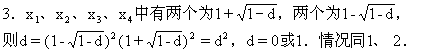 3．x₁、x₂、x₃、x₄中有两个为1+√(1−d)，两个为1-√(1-d)，
则d=(1-√(1-d))²(1+√(1-d))²=d²，d=0或1．情况同1、2．